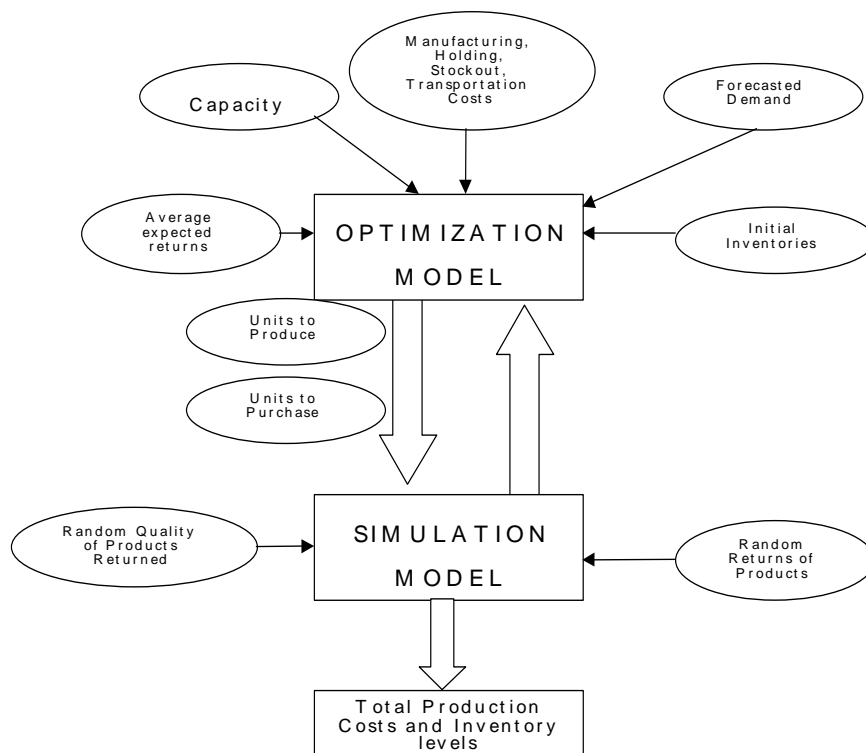 Manufacturing,
Holding,
Stockout,
Transportation
Costs
Capacity
Forecasted
Demand
Average
expected
returns
OPTIMIZATION
MODEL
Initial
Inventories
Units to
Produce
Units to
Purchase
Random Quality
of Products
Returned
SIMULATION
MODEL
Random
Returns of
Products
Total Production
Costs and Inventory
levels